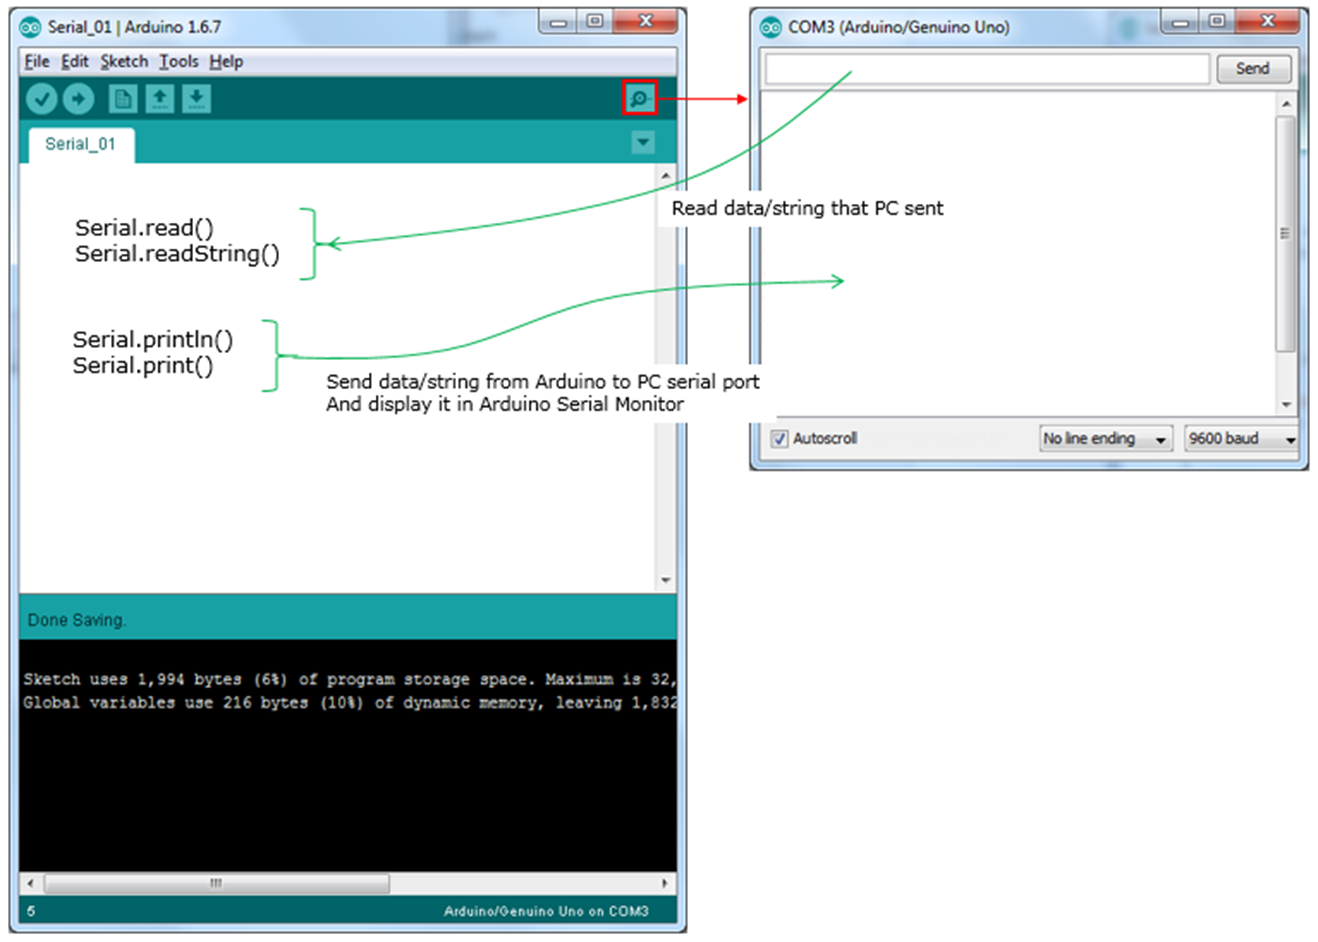 Serial_01 | Arduino 1.6.7
File Edit Sketch Tools Help
Serial_01
Serial.read()
Serial.readString()
Serial.println()
Serial.print()
Send data/string from Arduino to PC serial port
And display it in Arduino Serial Monitor
Done Saving.
Sketch uses 1,994 bytes (6%) of program storage space. Maximum is 32,
Global variables use 216 bytes (10%) of dynamic memory, leaving 1,832
5
Arduino/Genuino Uno on COM3
COM3 (Arduino/Genuino Uno)
Send
Read data/string that PC sent
Autoscroll
No line ending
9600 baud